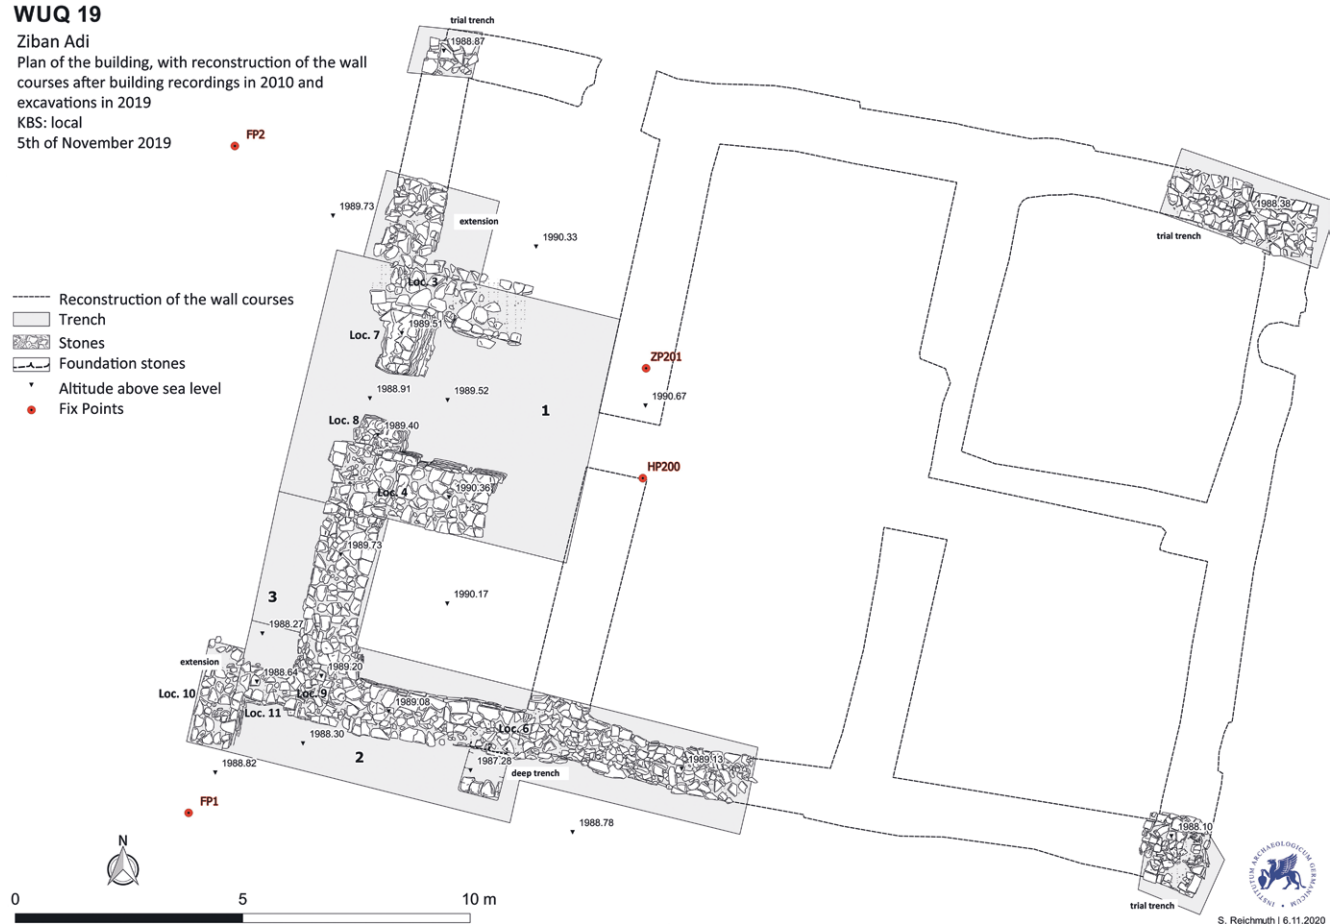 WUQ 19
Ziban Adi
Plan of the building, with reconstruction of the wall
courses after building recordings in 2010 and
excavations in 2019
KBS: local
5th of November 2019
FP2
trial trench
1988.87
1989.73
extension
1990.33
1988.38
trial trench
Reconstruction of the wall courses
Trench
Stones
Foundation stones
Altitude above sea level
Fix Points
Loc. 3
Loc. 7
1989.51
ZP201
1988.91
1989.52
1990.67
1
Loc. 8
1989.40
HP200
Loc. 4
1990.36
1989.73
3
1990.17
1988.27
extension
1988.64
1989.20
Loc. 10
Loc. 9
Loc. 11
1989.08
Loc. 6
1988.30
2
1987.28
deep trench
1989.13
1988.82
FP1
1988.78
1988.10
trial trench
N
0 5 10 m
INSTITUTUM ARCHAEOLOGICUM GERMANICUM
S. Reichmuth | 6.11.2020